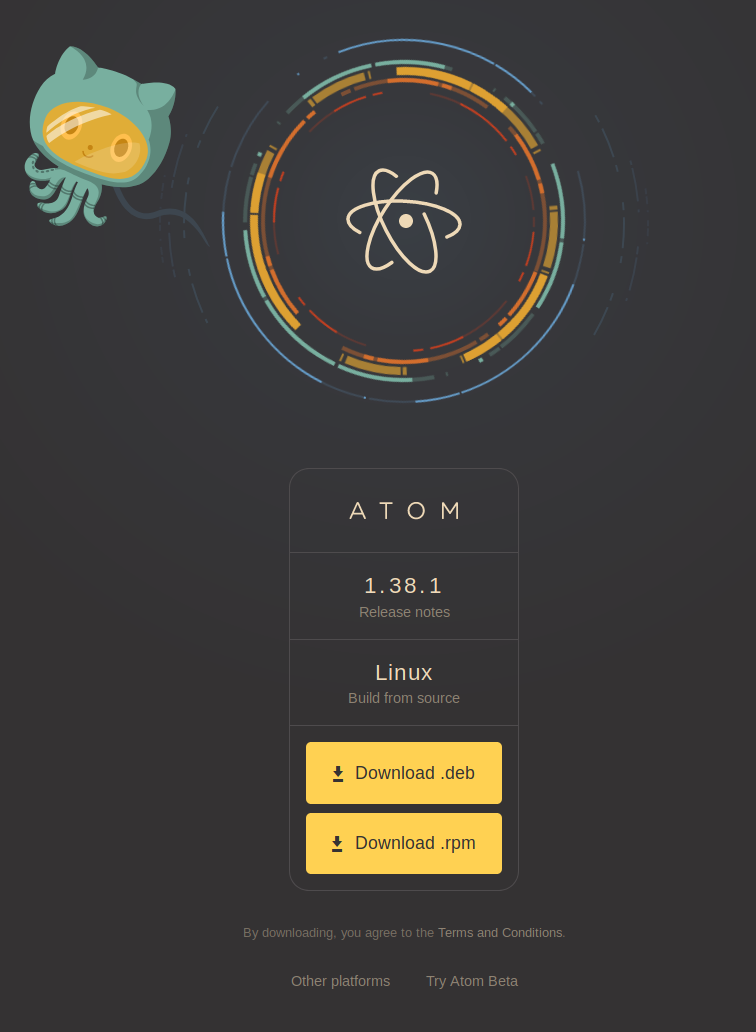 ATOM
1.38.1
Release notes
Linux
Build from source
Download .deb
Download .rpm
By downloading, you agree to the Terms and Conditions.
Other platforms Try Atom Beta